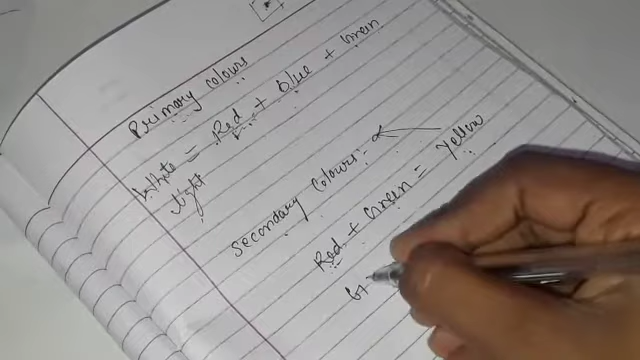 Primary colours
White = Red + blue + Green
light
Secondary colours:-
Red + Green = Yellow